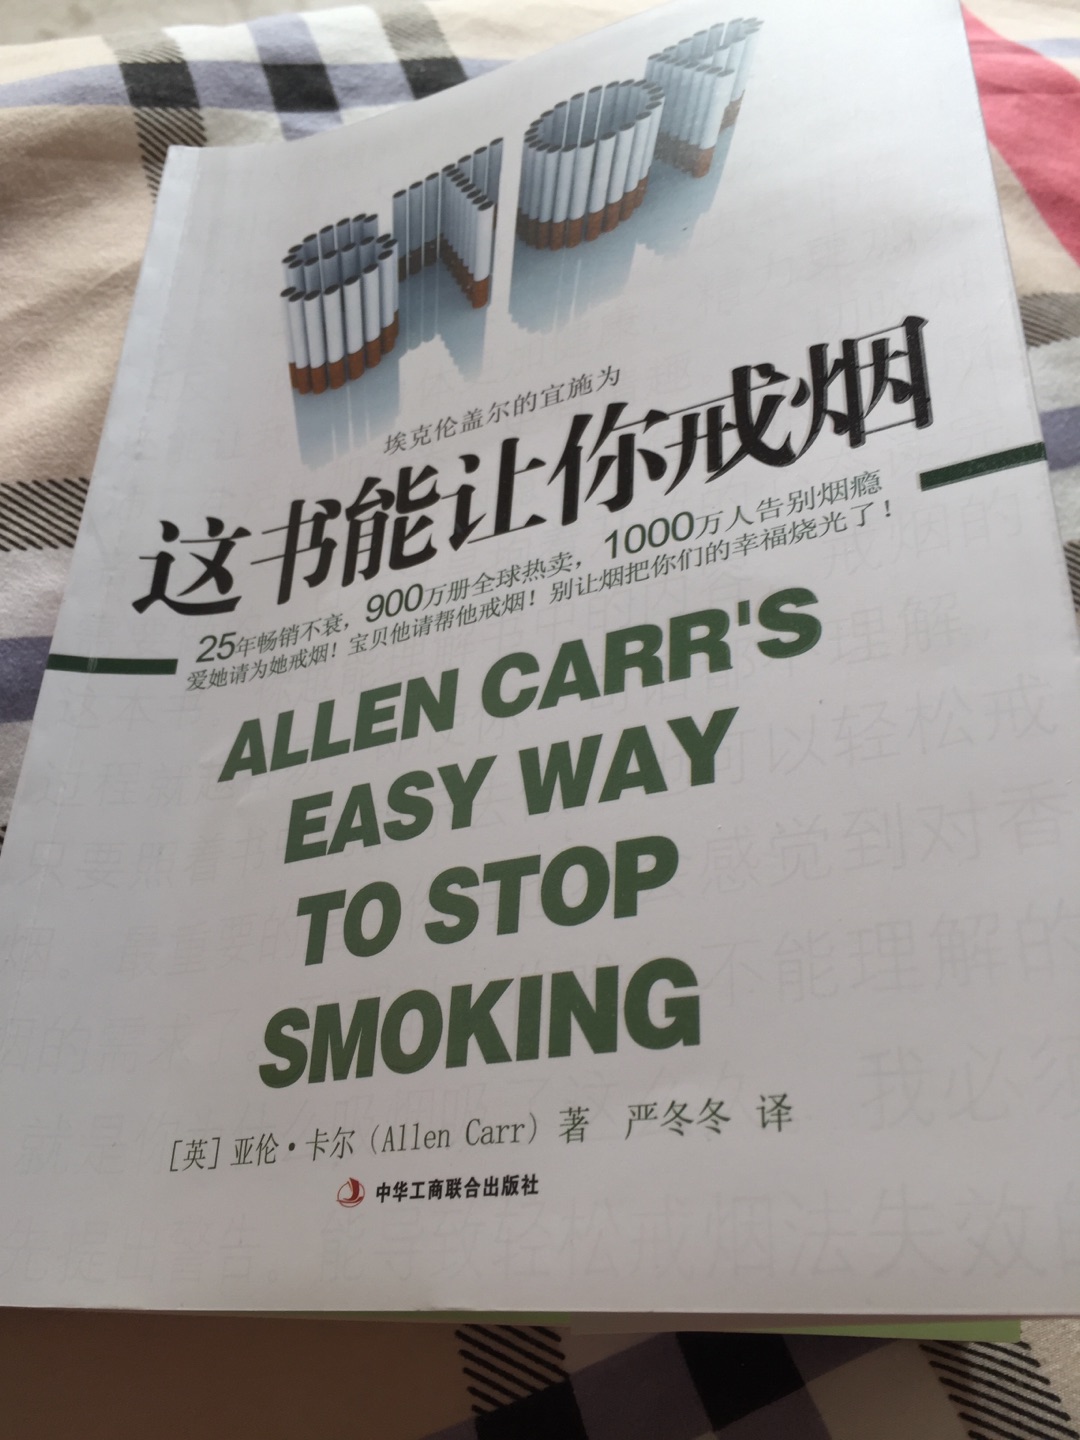 埃克伦盖尔的宜施为
这书能让你戒烟
25年畅销不衰，900万册全球热卖，1000万人告别烟瘾
爱她请为她戒烟！宝贝他请帮他戒烟！别让烟把你们的幸福烧光了！
ALLEN CARR'S
EASY WAY
TO STOP
SMOKING
[英] 亚伦·卡尔 (Allen Carr) 著 严冬冬 译
中华工商联合出版社